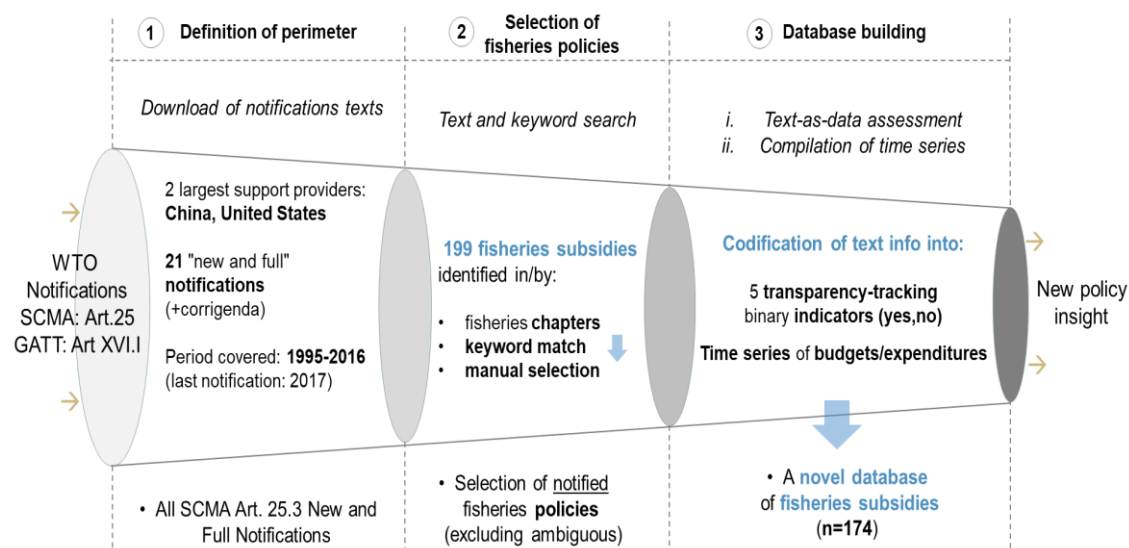 1 Definition of perimeter
2 Selection of
fisheries policies
3 Database building
Download of notifications texts
Text and keyword search
i. Text-as-data assessment
ii. Compilation of time series
WTO
Notifications
SCMA: Art.25
GATT: Art XVI.I
2 largest support providers:
China, United States
21 "new and full"
notifications
(+corrigenda)
Period covered: 1995-2016
(last notification: 2017)
199 fisheries subsidies
identified in/by:
• fisheries chapters
• keyword match
• manual selection
Codification of text info into:
5 transparency-tracking
binary indicators (yes,no)
Time series of budgets/expenditures
New policy
insight
• All SCMA Art. 25.3 New and
Full Notifications
• Selection of notified
fisheries policies
(excluding ambiguous)
• A novel database
of fisheries subsidies
(n=174)